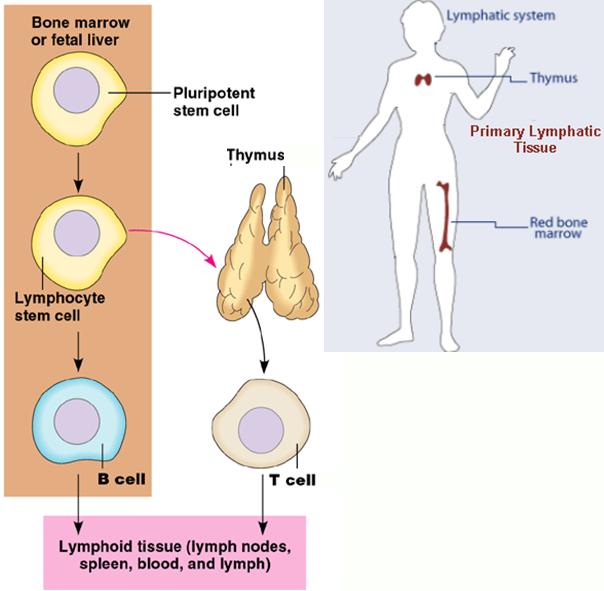 Bone marrow
or fetal liver
Pluripotent
stem cell
Thymus
Lymphocyte
stem cell
B cell
T cell
Lymphoid tissue (lymph nodes,
spleen, blood, and lymph)
Lymphatic system
Thymus
Primary Lymphatic
Tissue
Red bone
marrow